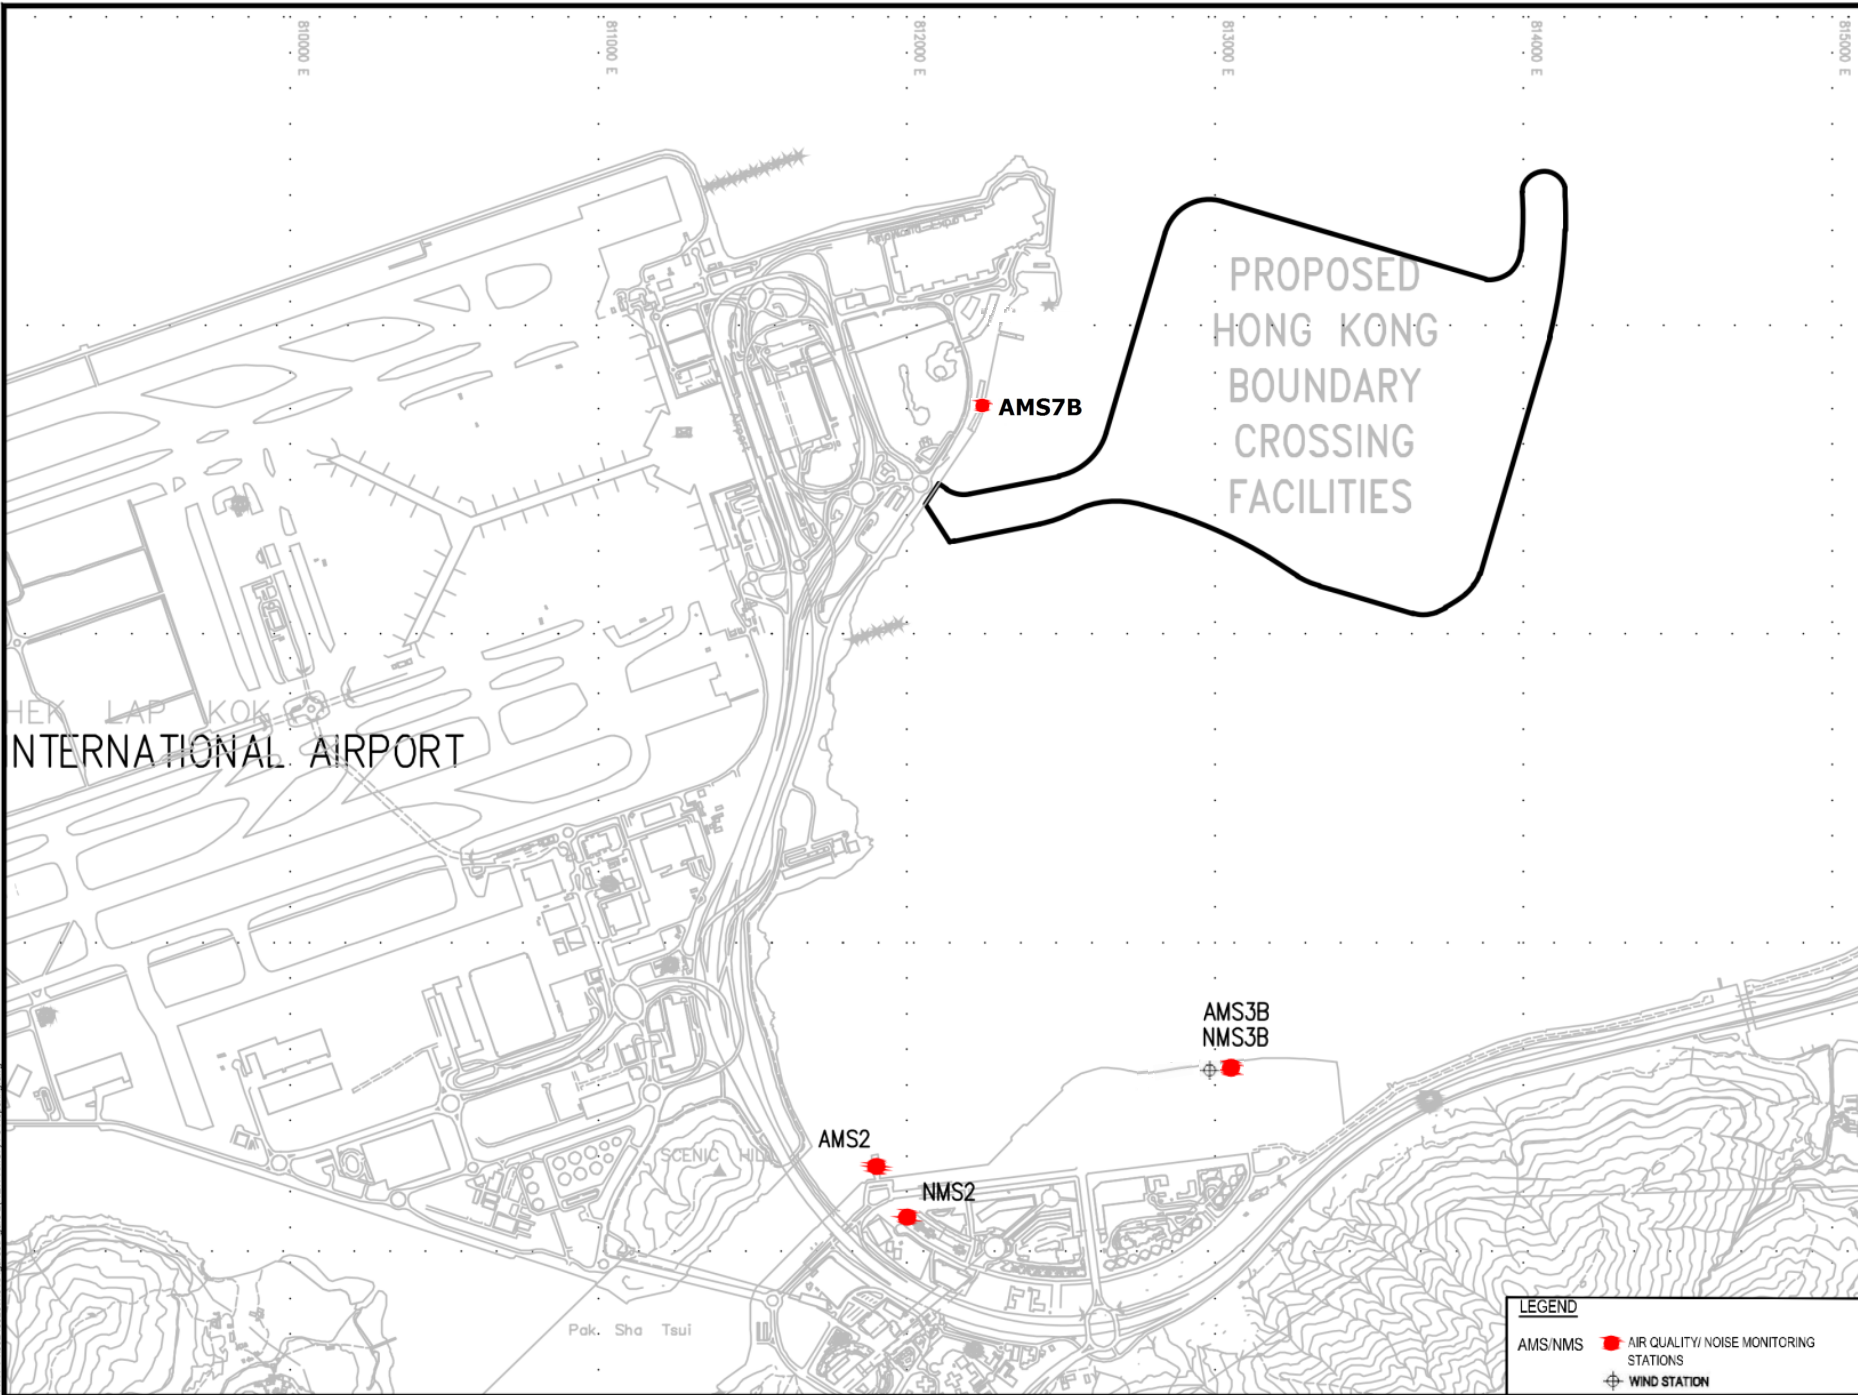 810000 E
811000 E
812000 E
813000 E
814000 E
815000 E
PROPOSED
HONG KONG
BOUNDARY
CROSSING
FACILITIES
AMS7B
HEK LAP KOK
INTERNATIONAL AIRPORT
AMS3B
NMS3B
AMS2
SCENIC HILL
NMS2
Pak Sha Tsui
LEGEND
AMS/NMS
AIR QUALITY/ NOISE MONITORING
STATIONS
WIND STATION